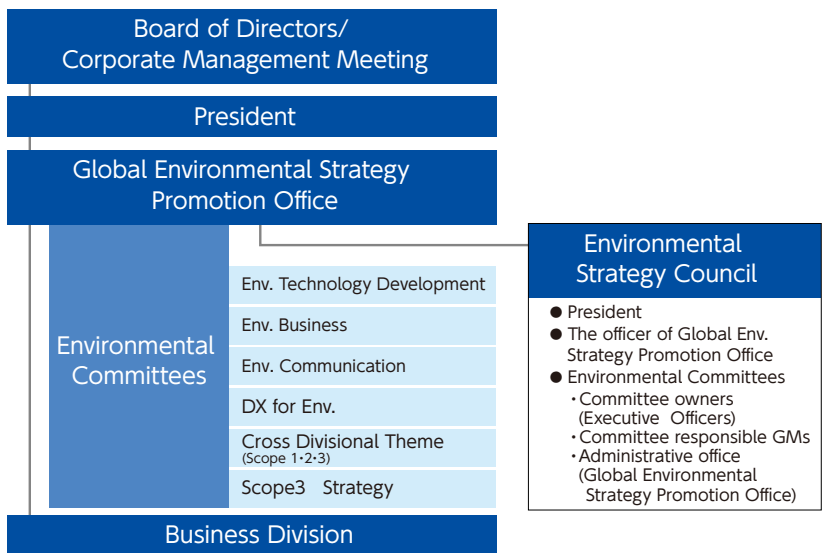 Board of Directors/
Corporate Management Meeting
President
Global Environmental Strategy
Promotion Office
Environmental
Committees
Env. Technology Development
Env. Business
Env. Communication
DX for Env.
Cross Divisional Theme
(Scope 1・2・3)
Scope3 Strategy
Business Division
Environmental
Strategy Council
● President
● The officer of Global Env.
Strategy Promotion Office
● Environmental Committees
・Committee owners
(Executive Officers)
・Committee responsible GMs
・Administrative office
(Global Environmental
Strategy Promotion Office)